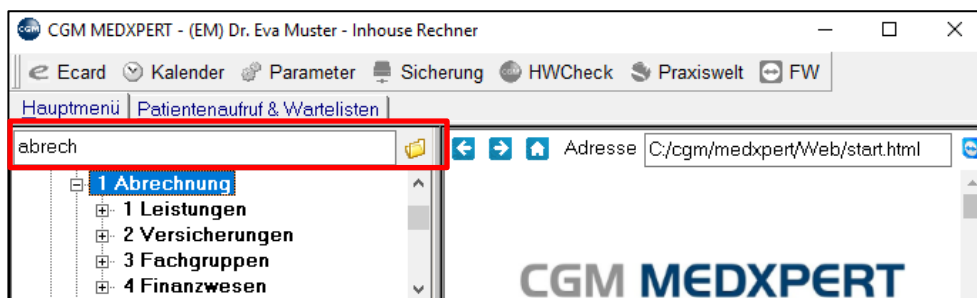 CGM MEDXPERT - (EM) Dr. Eva Muster - Inhouse Rechner
Ecard Kalender Parameter Sicherung HWCheck Praxiswelt FW
Hauptmenü Patientenaufruf & Wartelisten
abrech
Adresse C:/cgm/medxpert/Web/start.html
1 Abrechnung
1 Leistungen
2 Versicherungen
3 Fachgruppen
4 Finanzwesen
CGM MEDXPERT